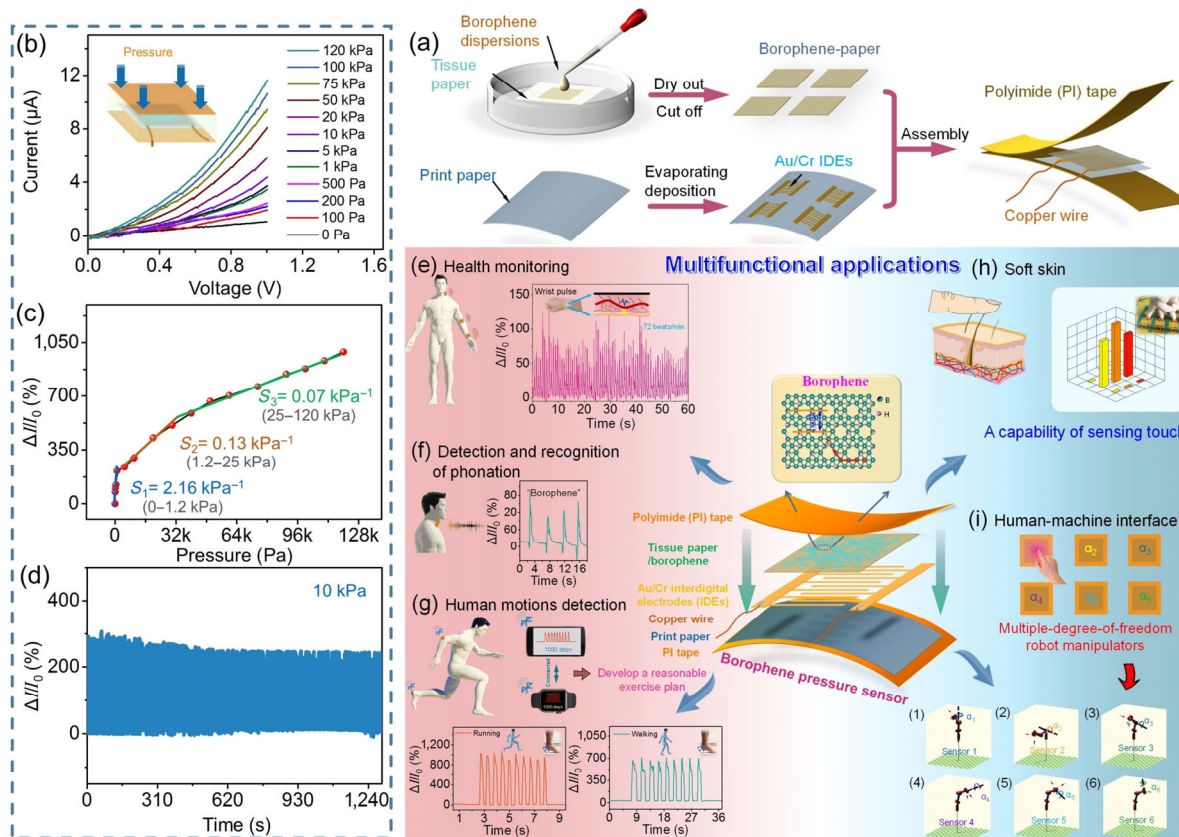 (b)
Pressure
120 kPa
100 kPa
75 kPa
50 kPa
20 kPa
10 kPa
5 kPa
1 kPa
500 Pa
200 Pa
100 Pa
0 Pa
Current (μA)
12
8
4
0
0.0 0.4 0.8 1.2 1.6
Voltage (V)
(c)
ΔI/I₀ (%)
1,050
700
350
0
S₃ = 0.07 kPa⁻¹
(25–120 kPa)
S₂ = 0.13 kPa⁻¹
(1.2–25 kPa)
S₁ = 2.16 kPa⁻¹
(0–1.2 kPa)
0 32k 64k 96k 128k
Pressure (Pa)
(d)
10 kPa
ΔI/I₀ (%)
400
200
0
0 310 620 930 1,240
Time (s)
(a)
Borophene
dispersions
Tissue
paper
Dry out
Cut off
Borophene-paper
Print paper
Evaporating
deposition
Au/Cr IDEs
Assembly
Polyimide (PI) tape
Copper wire
Multifunctional applications
(e) Health monitoring
Wrist pulse
72 beats/min
ΔI/I₀ (%)
150
100
50
0
0 10 20 30 40 50 60
Time (s)
(f) Detection and recognition
of phonation
"Borophene"
ΔI/I₀ (%)
80
60
20
0 4 8 12 16
Time (s)
(g) Human motions detection
1000 steps
Connected
1000 steps
Develop a reasonable
exercise plan
Running
ΔI/I₀ (%)
1,200
800
400
0
1 3 5 7 9
Time (s)
Walking
ΔI/I₀ (%)
1,050
700
350
0
0 9 18 27 36
Time (s)
Borophene
B
H
Polyimide (PI) tape
Tissue paper
/borophene
Au/Cr interdigital
electrodes (IDEs)
Copper wire
Print paper
PI tape
Borophene pressure sensor
(h) Soft skin
A capability of sensing touch
(i) Human-machine interface
α₂
α₃
α₄
α₅
α₆
Multiple-degree-of-freedom
robot manipulators
(1)
α₁
Sensor 1
(2)
α₂
Sensor 2
(3)
α₃
Sensor 3
(4)
α₄
Sensor 4
(5)
α₅
Sensor 5
(6)
α₆
Sensor 6